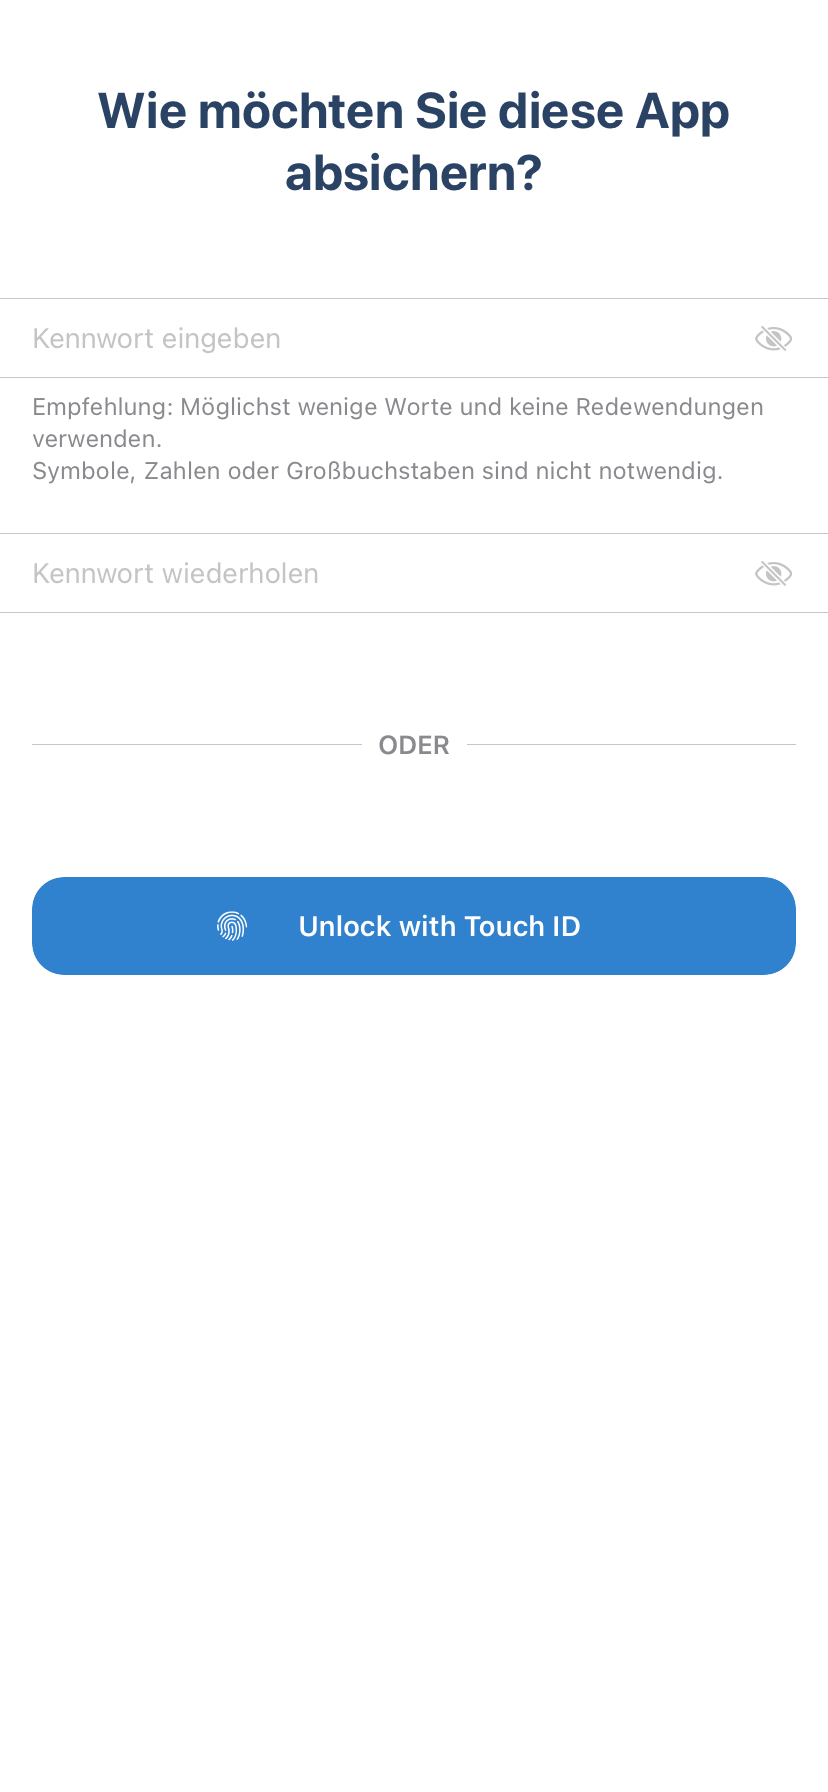 Wie möchten Sie diese App
absichern?
Kennwort eingeben
Empfehlung: Möglichst wenige Worte und keine Redewendungen
verwenden.
Symbole, Zahlen oder Großbuchstaben sind nicht notwendig.
Kennwort wiederholen
ODER
Unlock with Touch ID